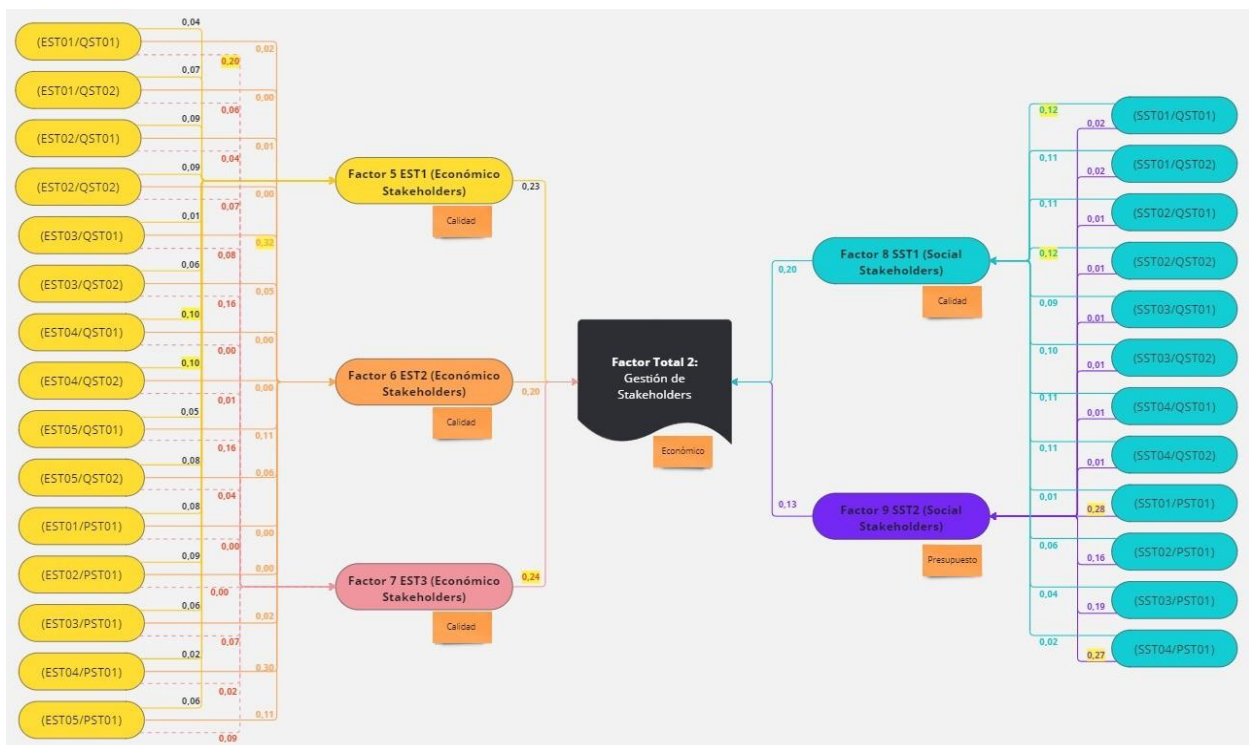 0,04
(EST01/QST01)
0,02
0,20
0,07
(EST01/QST02)
0,00
0,06
0,09
(EST02/QST01)
0,01
0,04
0,09
(EST02/QST02)
0,00
0,07
0,01
(EST03/QST01)
0,32
0,08
0,06
(EST03/QST02)
0,05
0,16
0,10
(EST04/QST01)
0,00
0,00
0,10
(EST04/QST02)
0,00
0,01
0,05
(EST05/QST01)
0,11
0,16
0,08
(EST05/QST02)
0,04
0,08
(EST01/PST01)
0,00
0,00
0,09
(EST02/PST01)
0,00
0,00
0,06
(EST03/PST01)
0,02
0,07
0,02
(EST04/PST01)
0,30
0,02
0,06
(EST05/PST01)
0,11
0,09
Factor 5 EST1 (Económico
Stakeholders)
0,23
Calidad
Factor 6 EST2 (Económico
Stakeholders)
0,20
Calidad
Factor 7 EST3 (Económico
Stakeholders)
0,24
Calidad
Factor Total 2:
Gestión de
Stakeholders
Económico
Factor 8 SST1 (Social
Stakeholders)
0,20
Calidad
Factor 9 SST2 (Social
Stakeholders)
0,13
Presupuesto
0,12
0,02
(SST01/QST01)
0,11
0,02
(SST01/QST02)
0,11
0,01
(SST02/QST01)
0,12
0,01
(SST02/QST02)
0,09
0,01
(SST03/QST01)
0,10
0,01
(SST03/QST02)
0,11
0,01
(SST04/QST01)
0,11
0,01
(SST04/QST02)
0,01
0,28
(SST01/PST01)
0,06
0,16
(SST02/PST01)
0,04
0,19
(SST03/PST01)
0,02
0,27
(SST04/PST01)